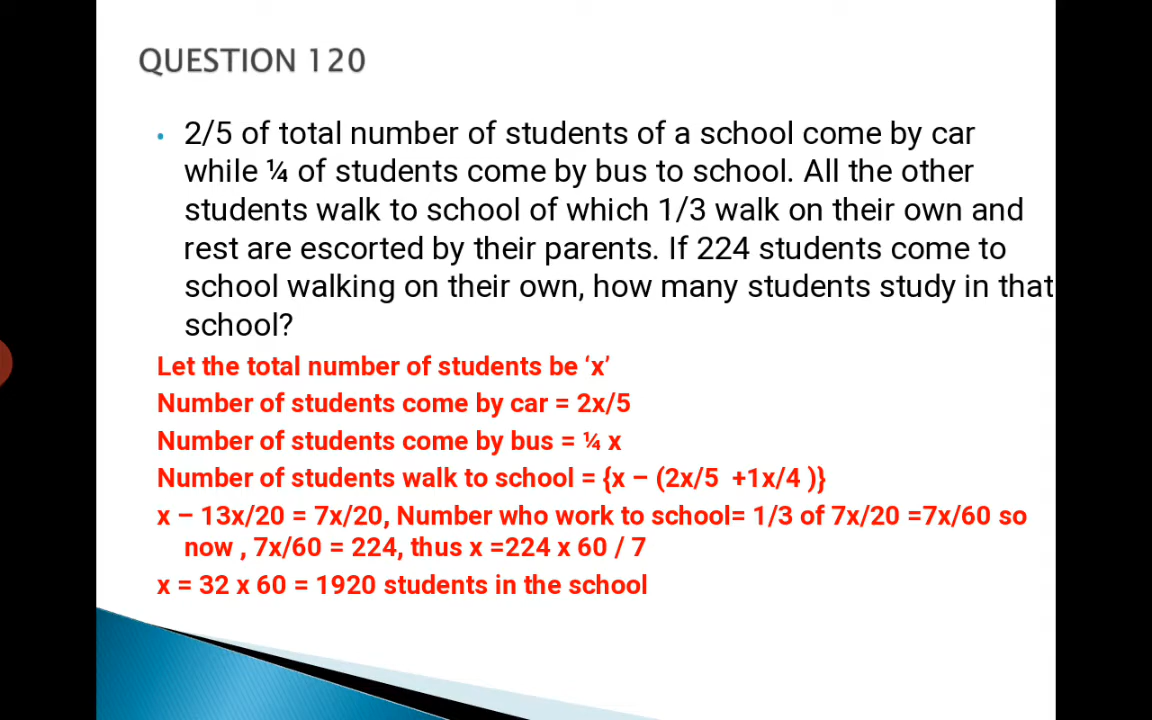 QUESTION 120
• 2/5 of total number of students of a school come by car
while ¼ of students come by bus to school. All the other
students walk to school of which 1/3 walk on their own and
rest are escorted by their parents. If 224 students come to
school walking on their own, how many students study in that
school?
Let the total number of students be ‘x’
Number of students come by car = 2x/5
Number of students come by bus = ¼ x
Number of students walk to school = {x – (2x/5 +1x/4 )}
x – 13x/20 = 7x/20, Number who work to school= 1/3 of 7x/20 =7x/60 so
now , 7x/60 = 224, thus x =224 x 60 / 7
x = 32 x 60 = 1920 students in the school